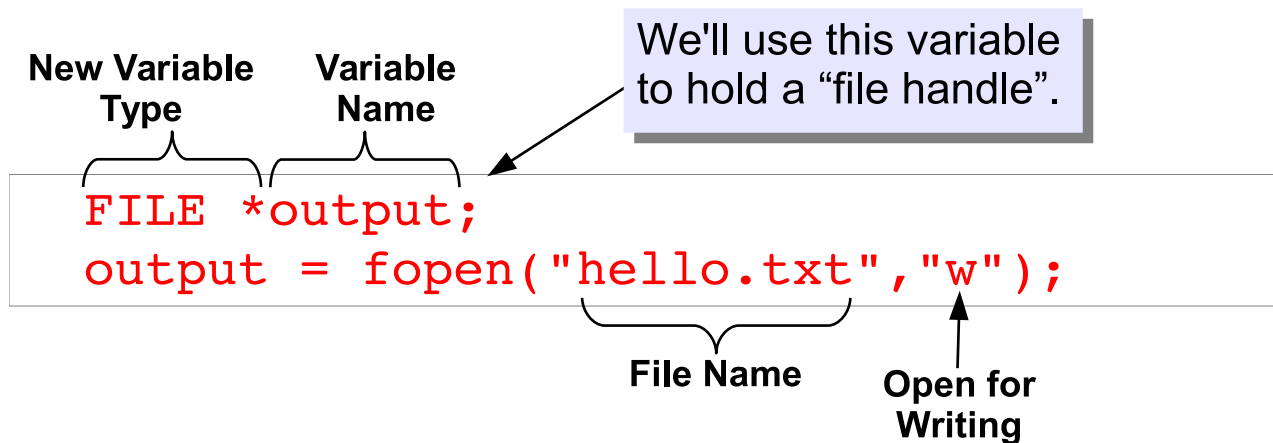 We'll use this variable
to hold a “file handle”.
New Variable
Type
Variable
Name
FILE *output;
output = fopen("hello.txt","w");
File Name
Open for
Writing